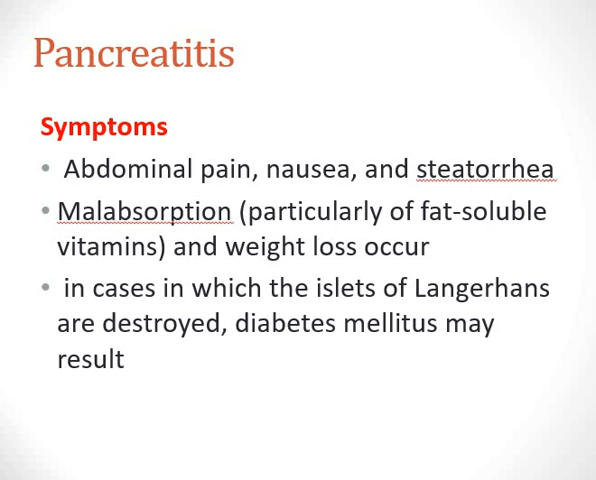 Pancreatitis
Symptoms
• Abdominal pain, nausea, and steatorrhea
• Malabsorption (particularly of fat-soluble
vitamins) and weight loss occur
• in cases in which the islets of Langerhans
are destroyed, diabetes mellitus may
result